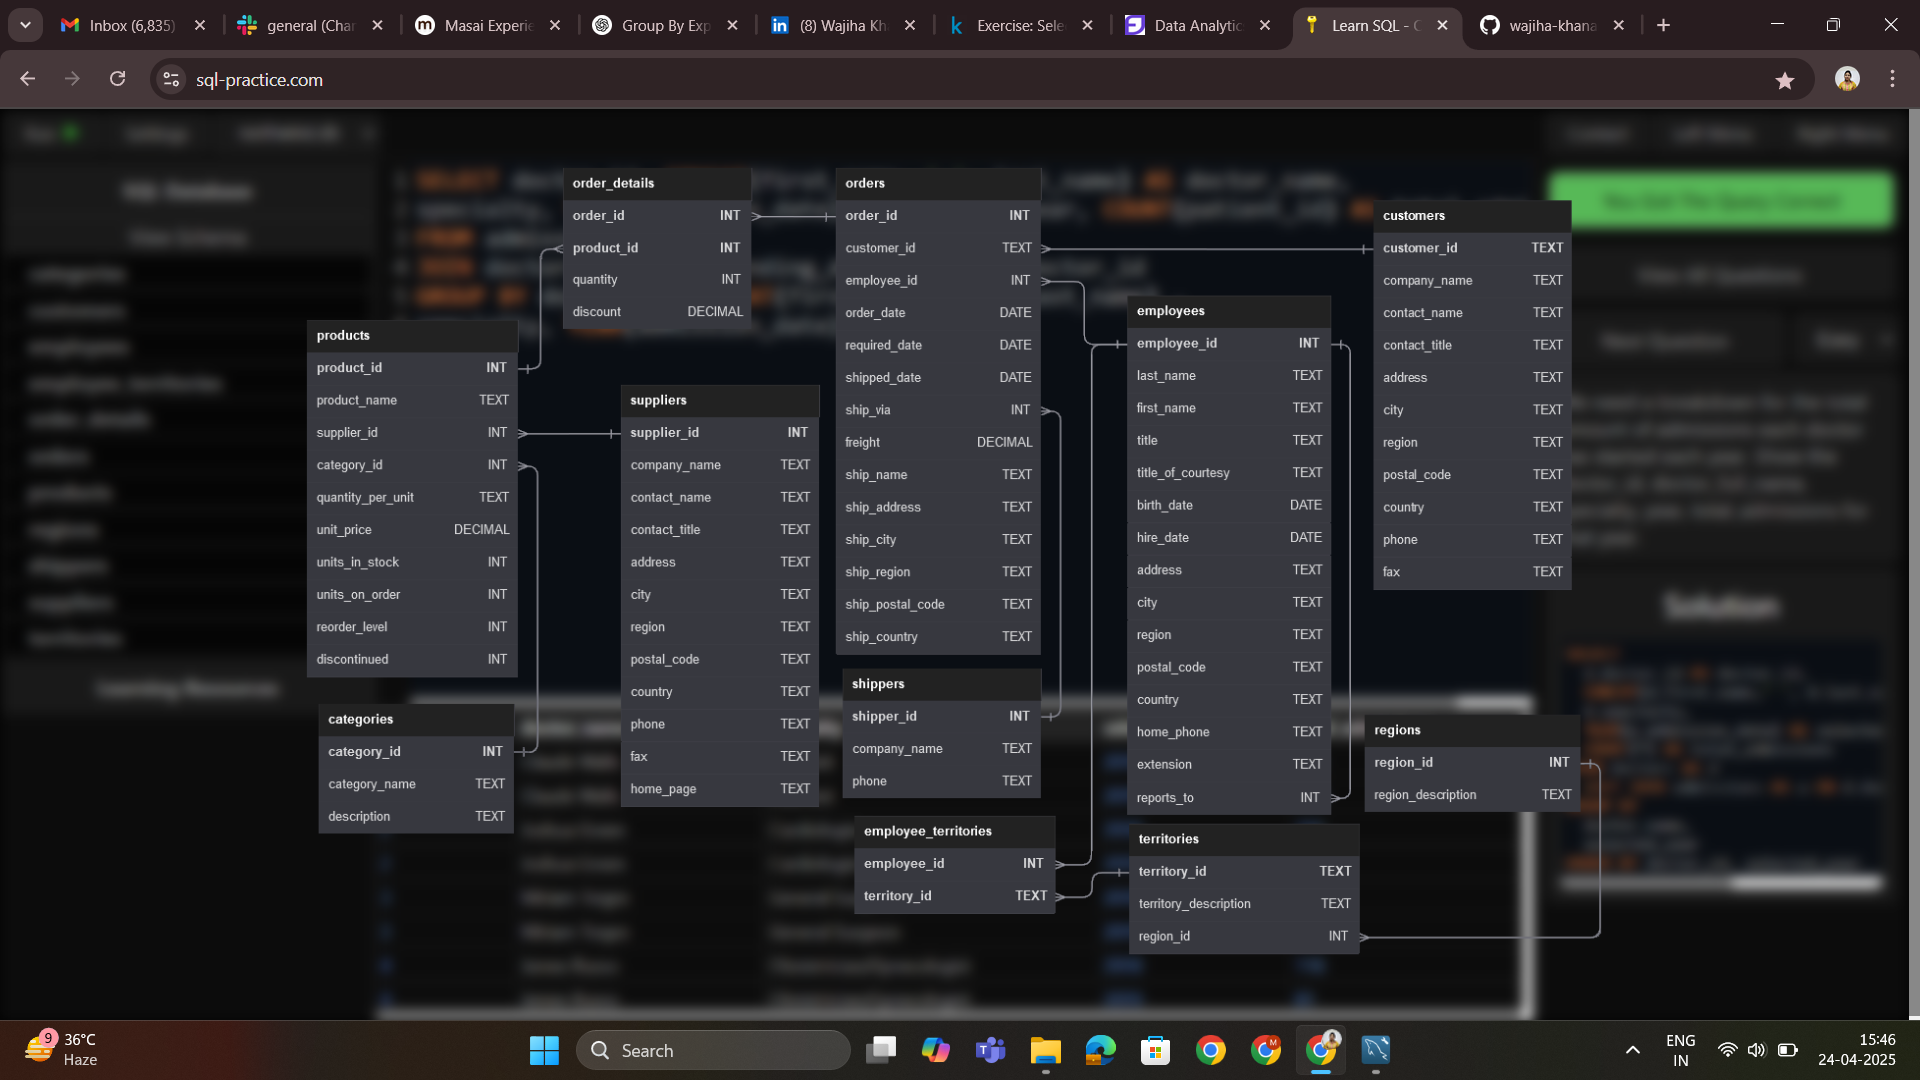 Inbox (6,835)
general (Char
Masai Experie
Group By Exp
(8) Wajiha Kh
Exercise: Sele
Data Analytic
Learn SQL - C
wajiha-khana
sql-practice.com
order_details
order_id INT
product_id INT
quantity INT
discount DECIMAL
orders
order_id INT
customer_id TEXT
employee_id INT
order_date DATE
required_date DATE
shipped_date DATE
ship_via INT
freight DECIMAL
ship_name TEXT
ship_address TEXT
ship_city TEXT
ship_region TEXT
ship_postal_code TEXT
ship_country TEXT
customers
customer_id TEXT
company_name TEXT
contact_name TEXT
contact_title TEXT
address TEXT
city TEXT
region TEXT
postal_code TEXT
country TEXT
phone TEXT
fax TEXT
products
product_id INT
product_name TEXT
supplier_id INT
category_id INT
quantity_per_unit TEXT
unit_price DECIMAL
units_in_stock INT
units_on_order INT
reorder_level INT
discontinued INT
suppliers
supplier_id INT
company_name TEXT
contact_name TEXT
contact_title TEXT
address TEXT
city TEXT
region TEXT
postal_code TEXT
country TEXT
phone TEXT
fax TEXT
home_page TEXT
employees
employee_id INT
last_name TEXT
first_name TEXT
title TEXT
title_of_courtesy TEXT
birth_date DATE
hire_date DATE
address TEXT
city TEXT
region TEXT
postal_code TEXT
country TEXT
home_phone TEXT
extension TEXT
reports_to INT
categories
category_id INT
category_name TEXT
description TEXT
shippers
shipper_id INT
company_name TEXT
phone TEXT
regions
region_id INT
region_description TEXT
employee_territories
employee_id INT
territory_id TEXT
territories
territory_id TEXT
territory_description TEXT
region_id INT
Solution
9
36°C
Haze
Search
M
ENG
IN
15:46
24-04-2025